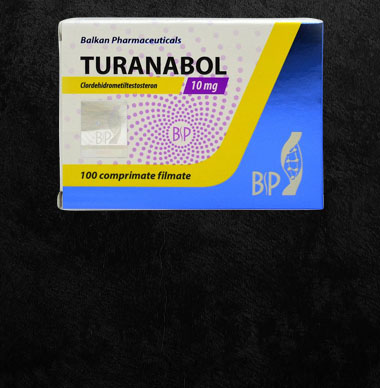 Balkan Pharmaceuticals
TURANABOL
Clordehidrometiltestosteron
10 mg
BP
100 comprimate filmate
BP